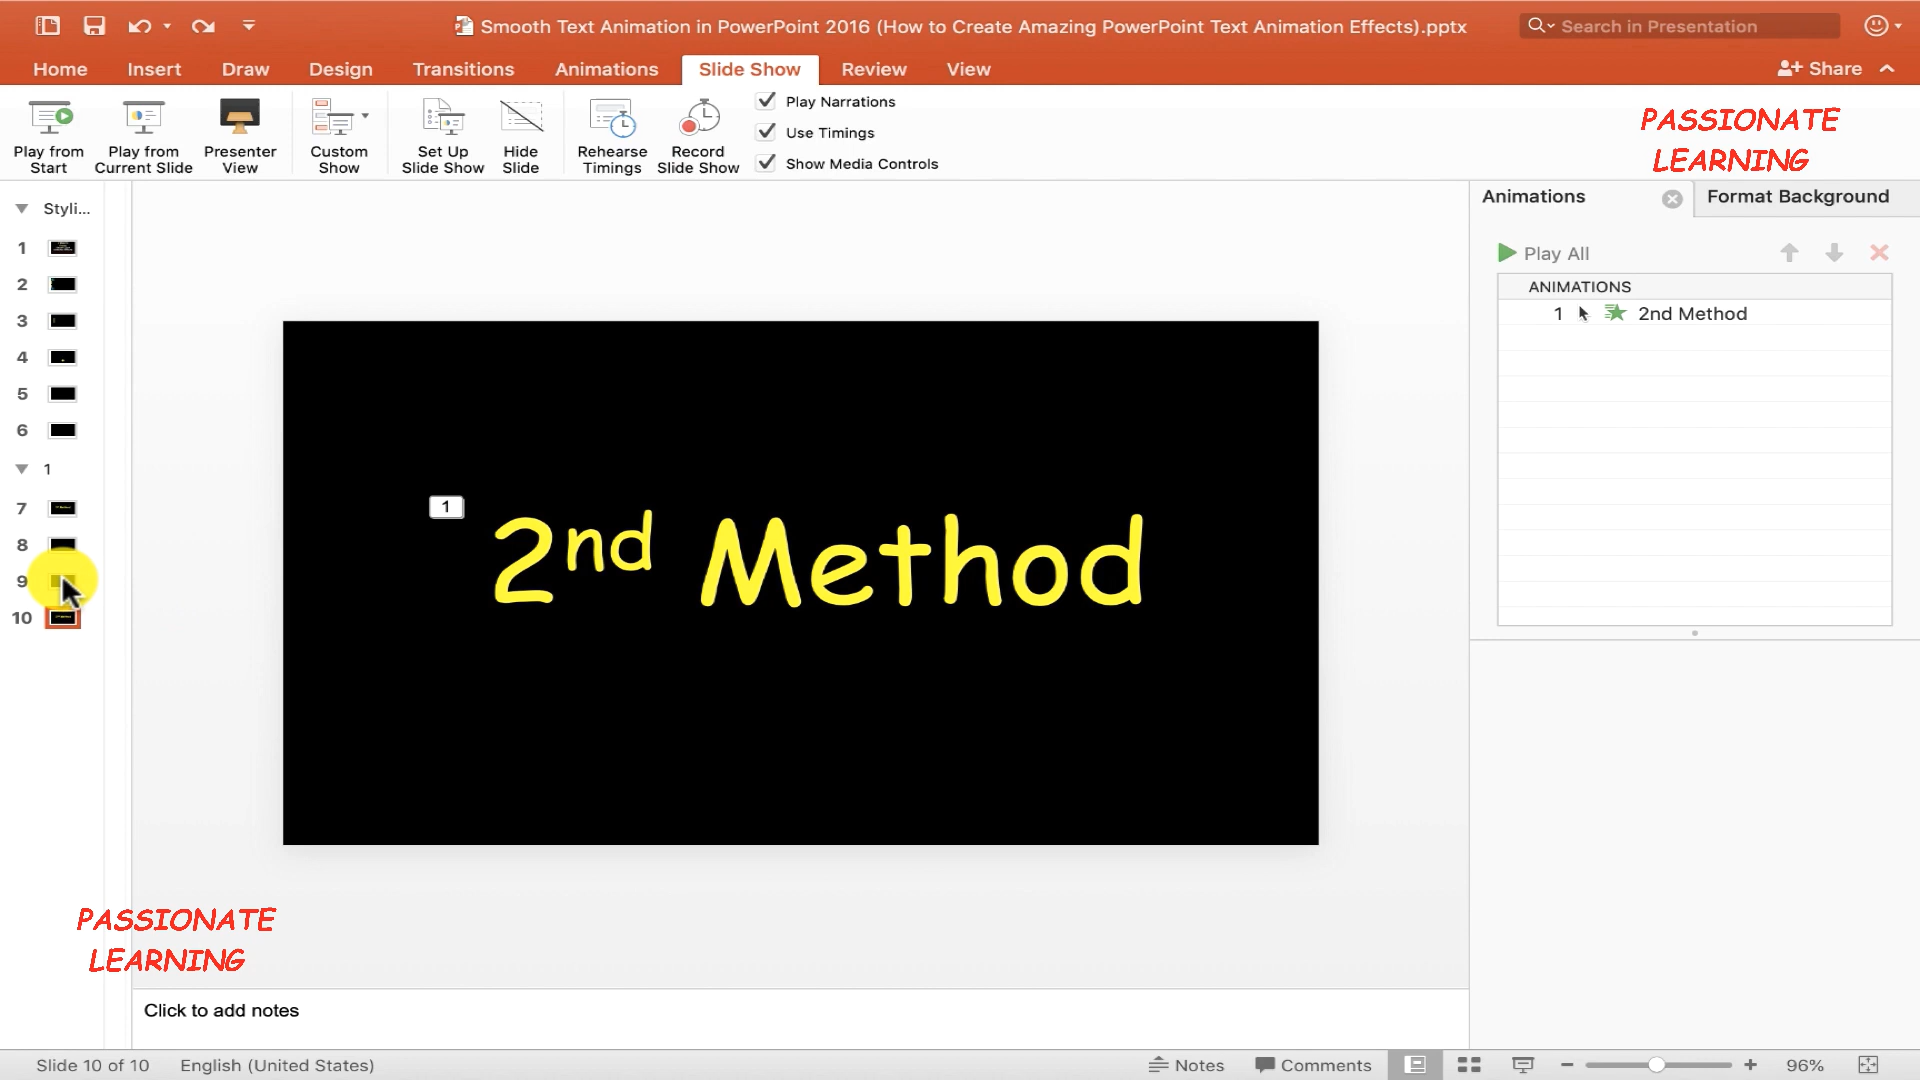 Smooth Text Animation in PowerPoint 2016 (How to Create Amazing PowerPoint Text Animation Effects).pptx
Search in Presentation
Home Insert Draw Design Transitions Animations Slide Show Review View Share
Play from Start
Play from Current Slide
Presenter View
Custom Show
Set Up Slide Show
Hide Slide
Rehearse Timings
Record Slide Show
Play Narrations
Use Timings
Show Media Controls
PASSIONATE
LEARNING
Styli...
1
2
3
4
5
6
1
7
8
9
10
1
2nd Method
Animations
Format Background
Play All
ANIMATIONS
1 2nd Method
PASSIONATE
LEARNING
Click to add notes
Slide 10 of 10 English (United States) Notes Comments 96%